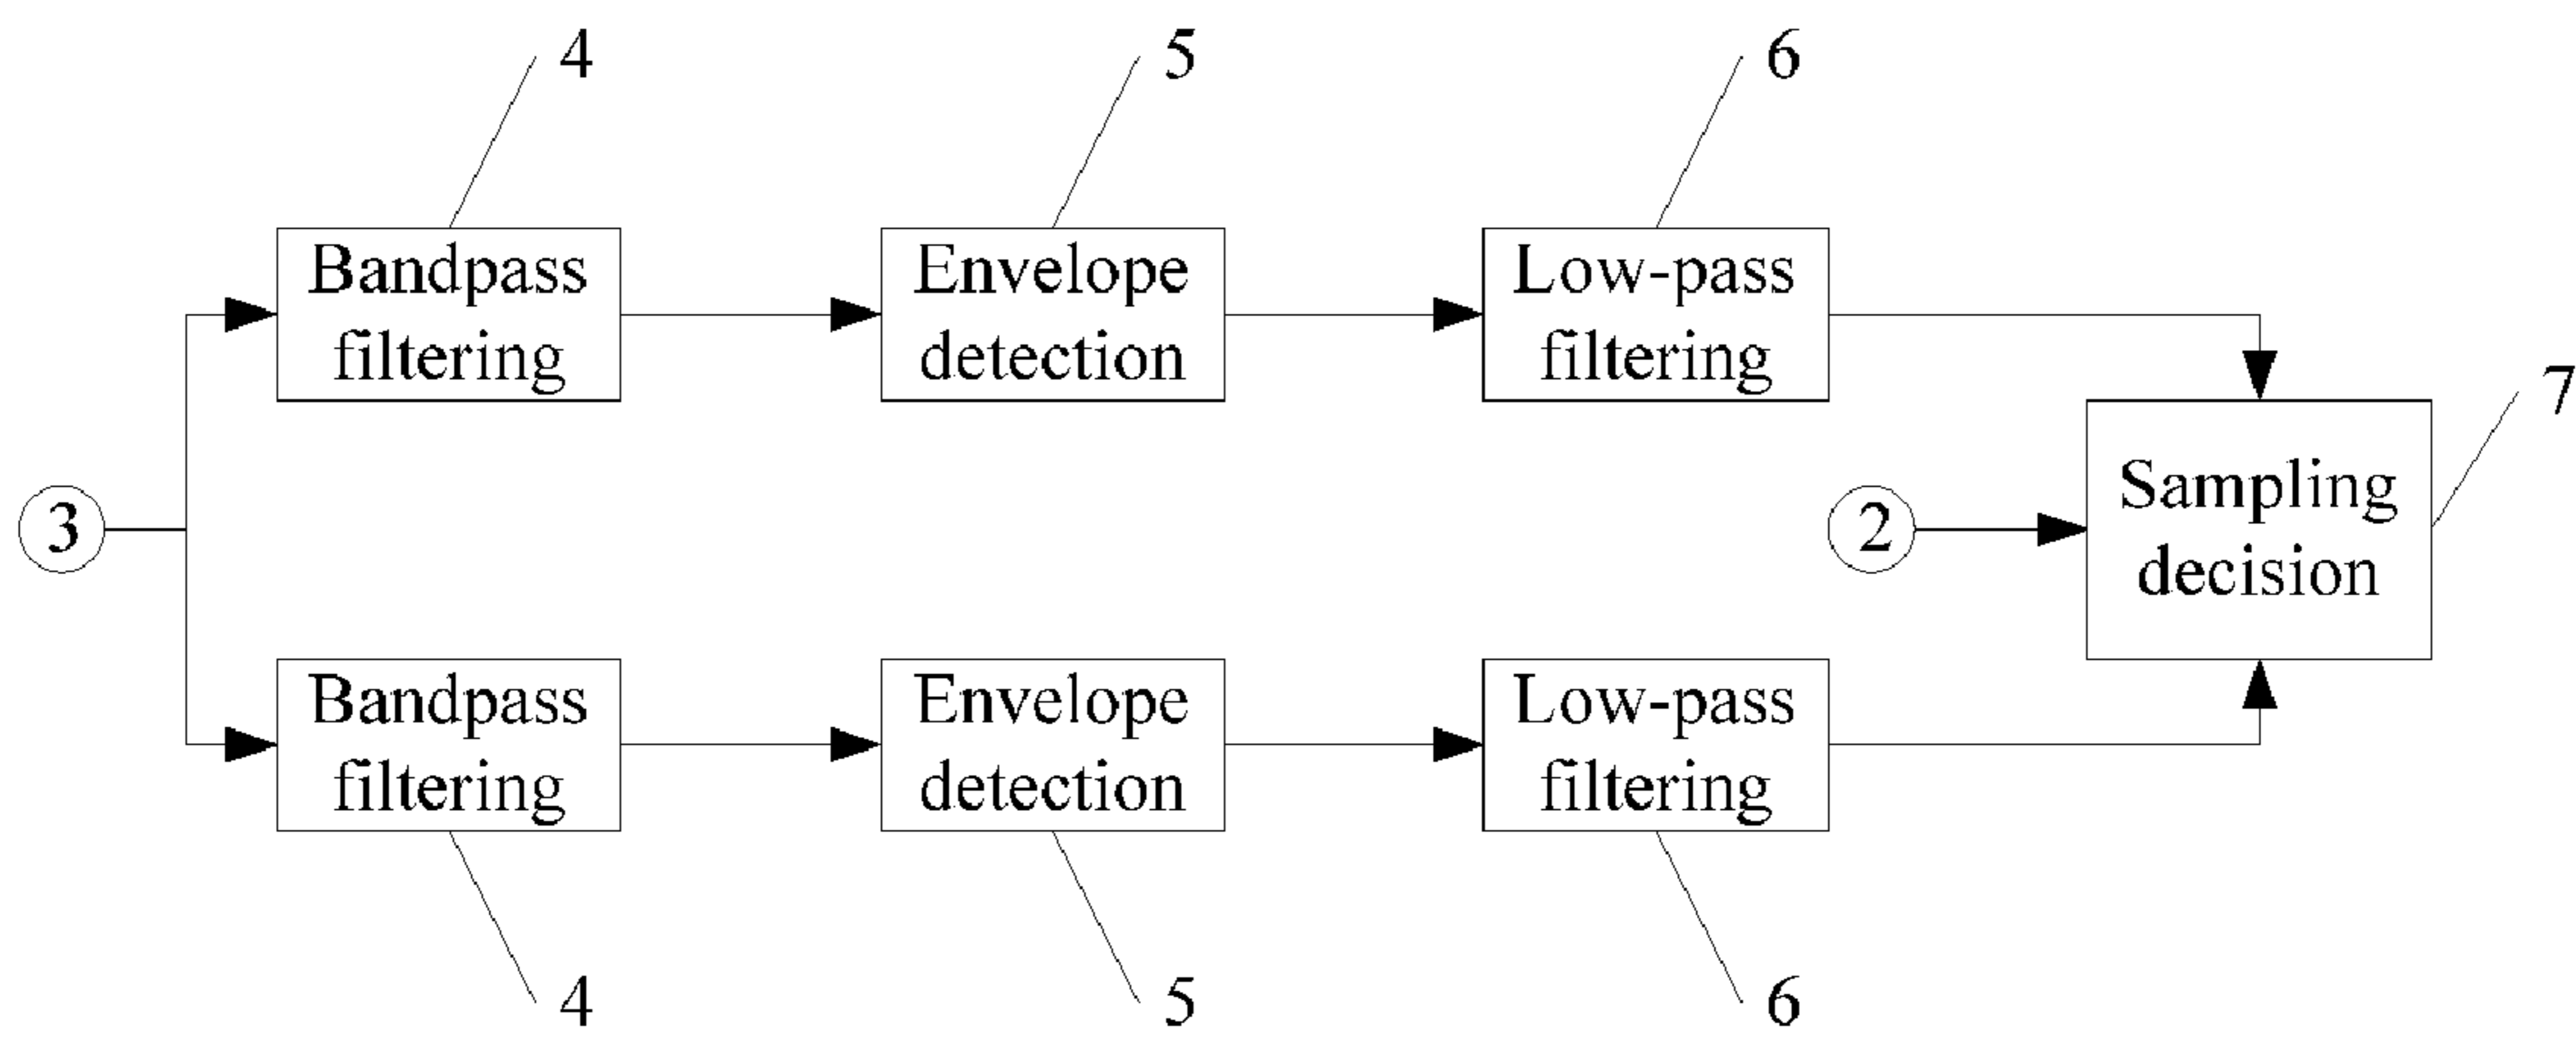 4
5
6
Bandpass
filtering
Envelope
detection
Low-pass
filtering
7
3
2
Sampling
decision
Bandpass
filtering
Envelope
detection
Low-pass
filtering
4
5
6